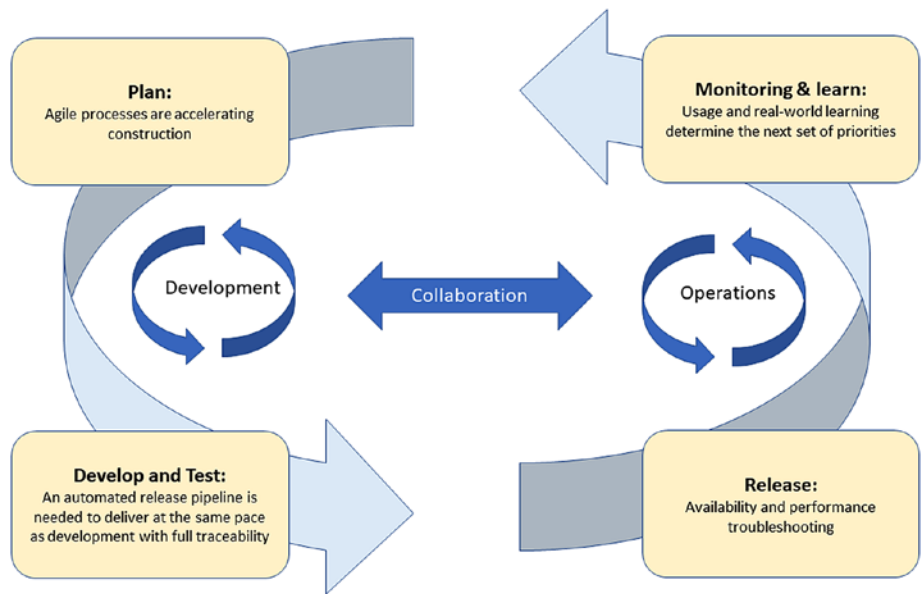 Plan:
Agile processes are accelerating
construction
Monitoring & learn:
Usage and real-world learning
determine the next set of priorities
Development
Collaboration
Operations
Develop and Test:
An automated release pipeline is
needed to deliver at the same pace
as development with full traceability
Release:
Availability and performance
troubleshooting